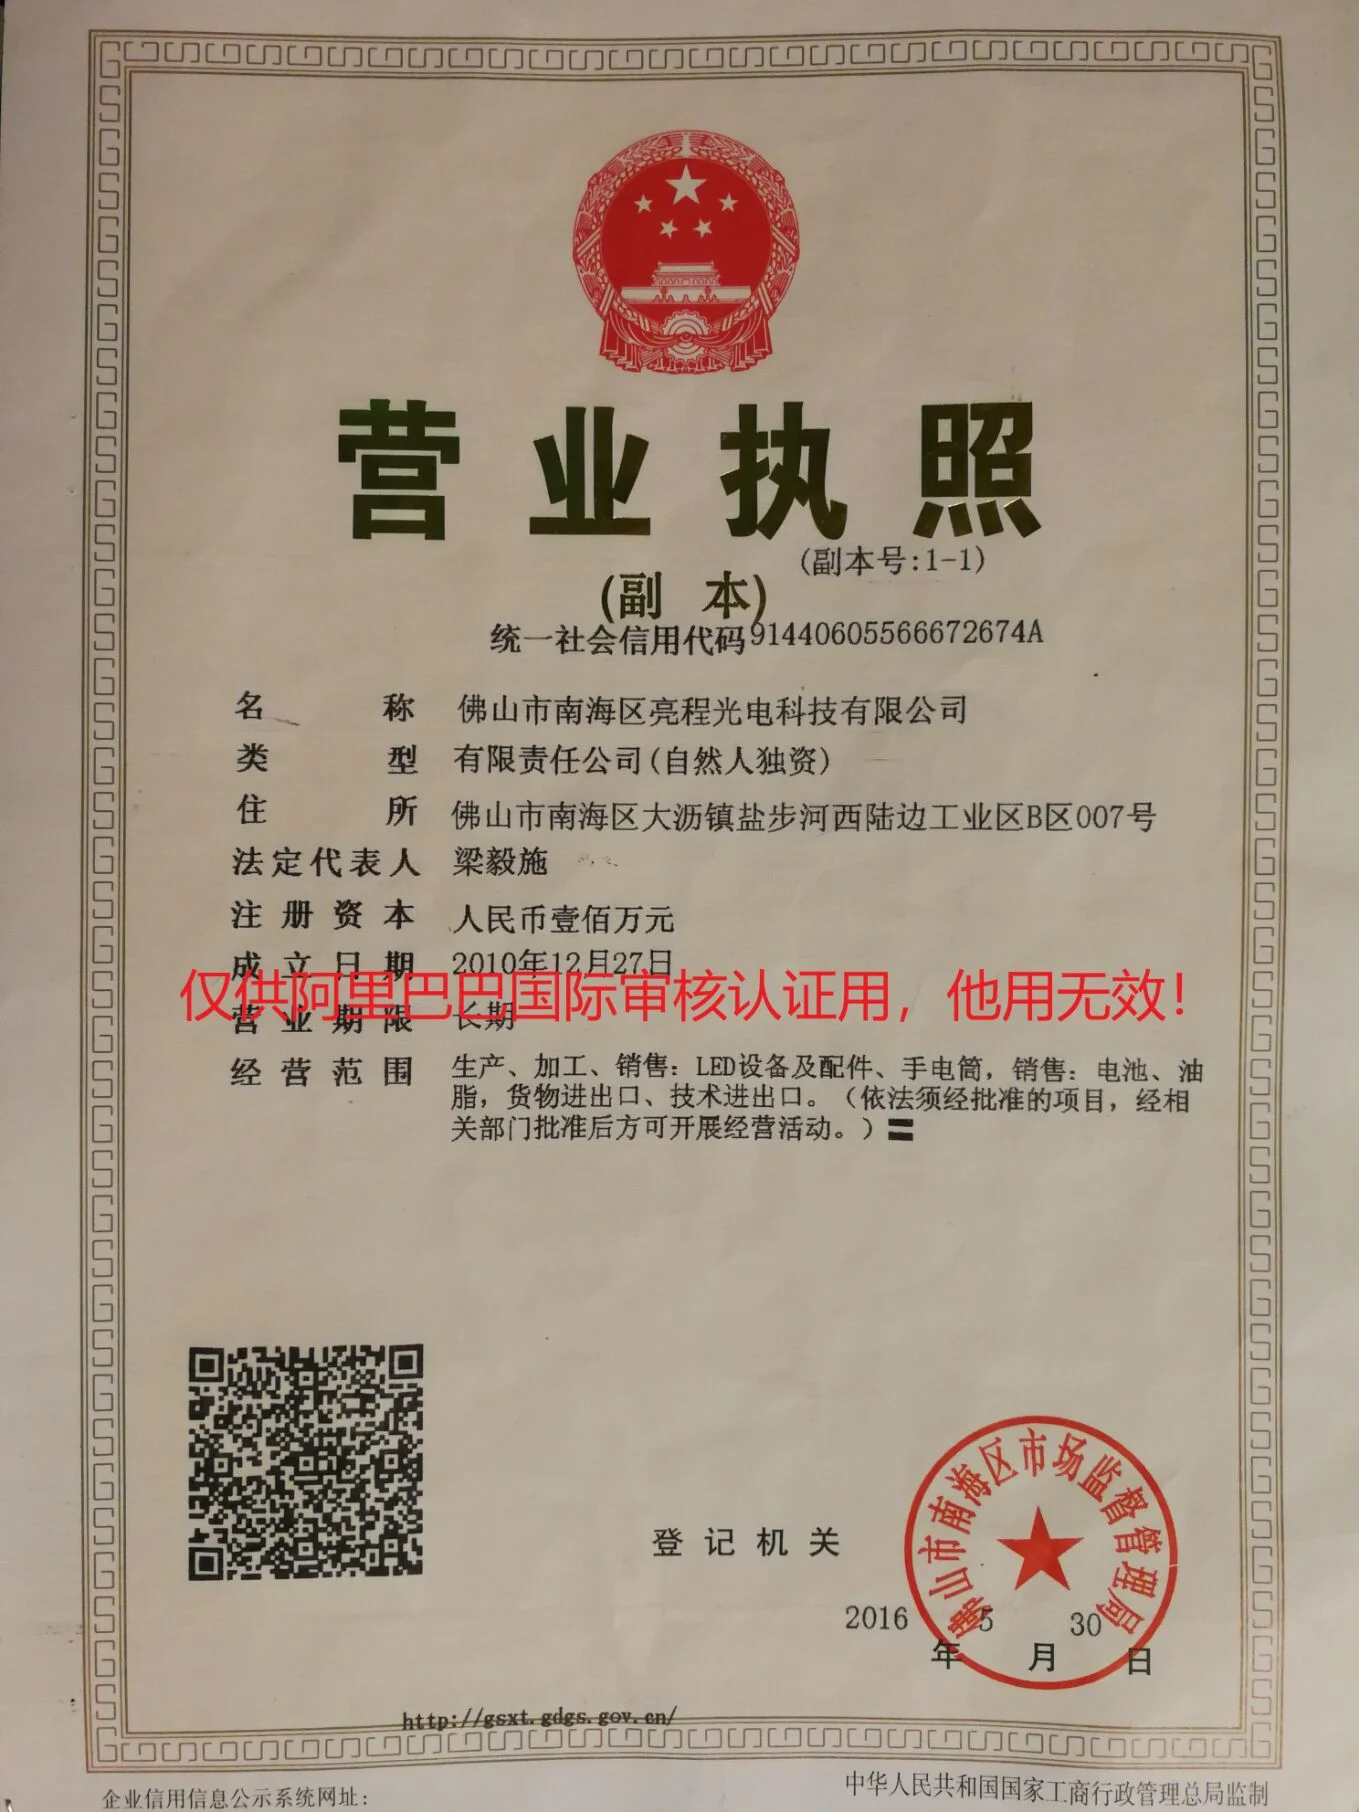 营业执照
(副本号:1-1)
(副 本)
统一社会信用代码91440605566672674A
名 称 佛山市南海区亮程光电科技有限公司
类 型 有限责任公司(自然人独资)
住 所 佛山市南海区大沥镇盐步河西陆边工业区B区007号
法定代表人 梁毅施
注册资本 人民币壹佰万元
成立日期 2010年12月27日
仅供阿里巴巴国际审核认证用，他用无效！
营业期限 长期
经营范围 生产、加工、销售：LED设备及配件、手电筒，销售：电池、油
脂，货物进出口、技术进出口。（依法须经批准的项目，经相
关部门批准后方可开展经营活动。）〓
佛山市南海区市场监督管理局
登记机关
2016年5月30日
http://gsxt.gdgs.gov.cn/
企业信用信息公示系统网址：
中华人民共和国国家工商行政管理总局监制